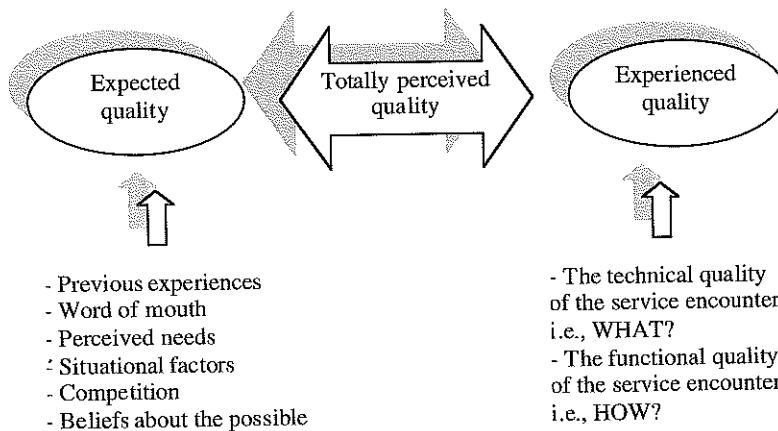 Expected
quality
Totally perceived
quality
Experienced
quality
- Previous experiences
- Word of mouth
- Perceived needs
- Situational factors
- Competition
- Beliefs about the possible
- The technical quality
of the service encounter
i.e., WHAT?
- The functional quality
of the service encounter
i.e., HOW?